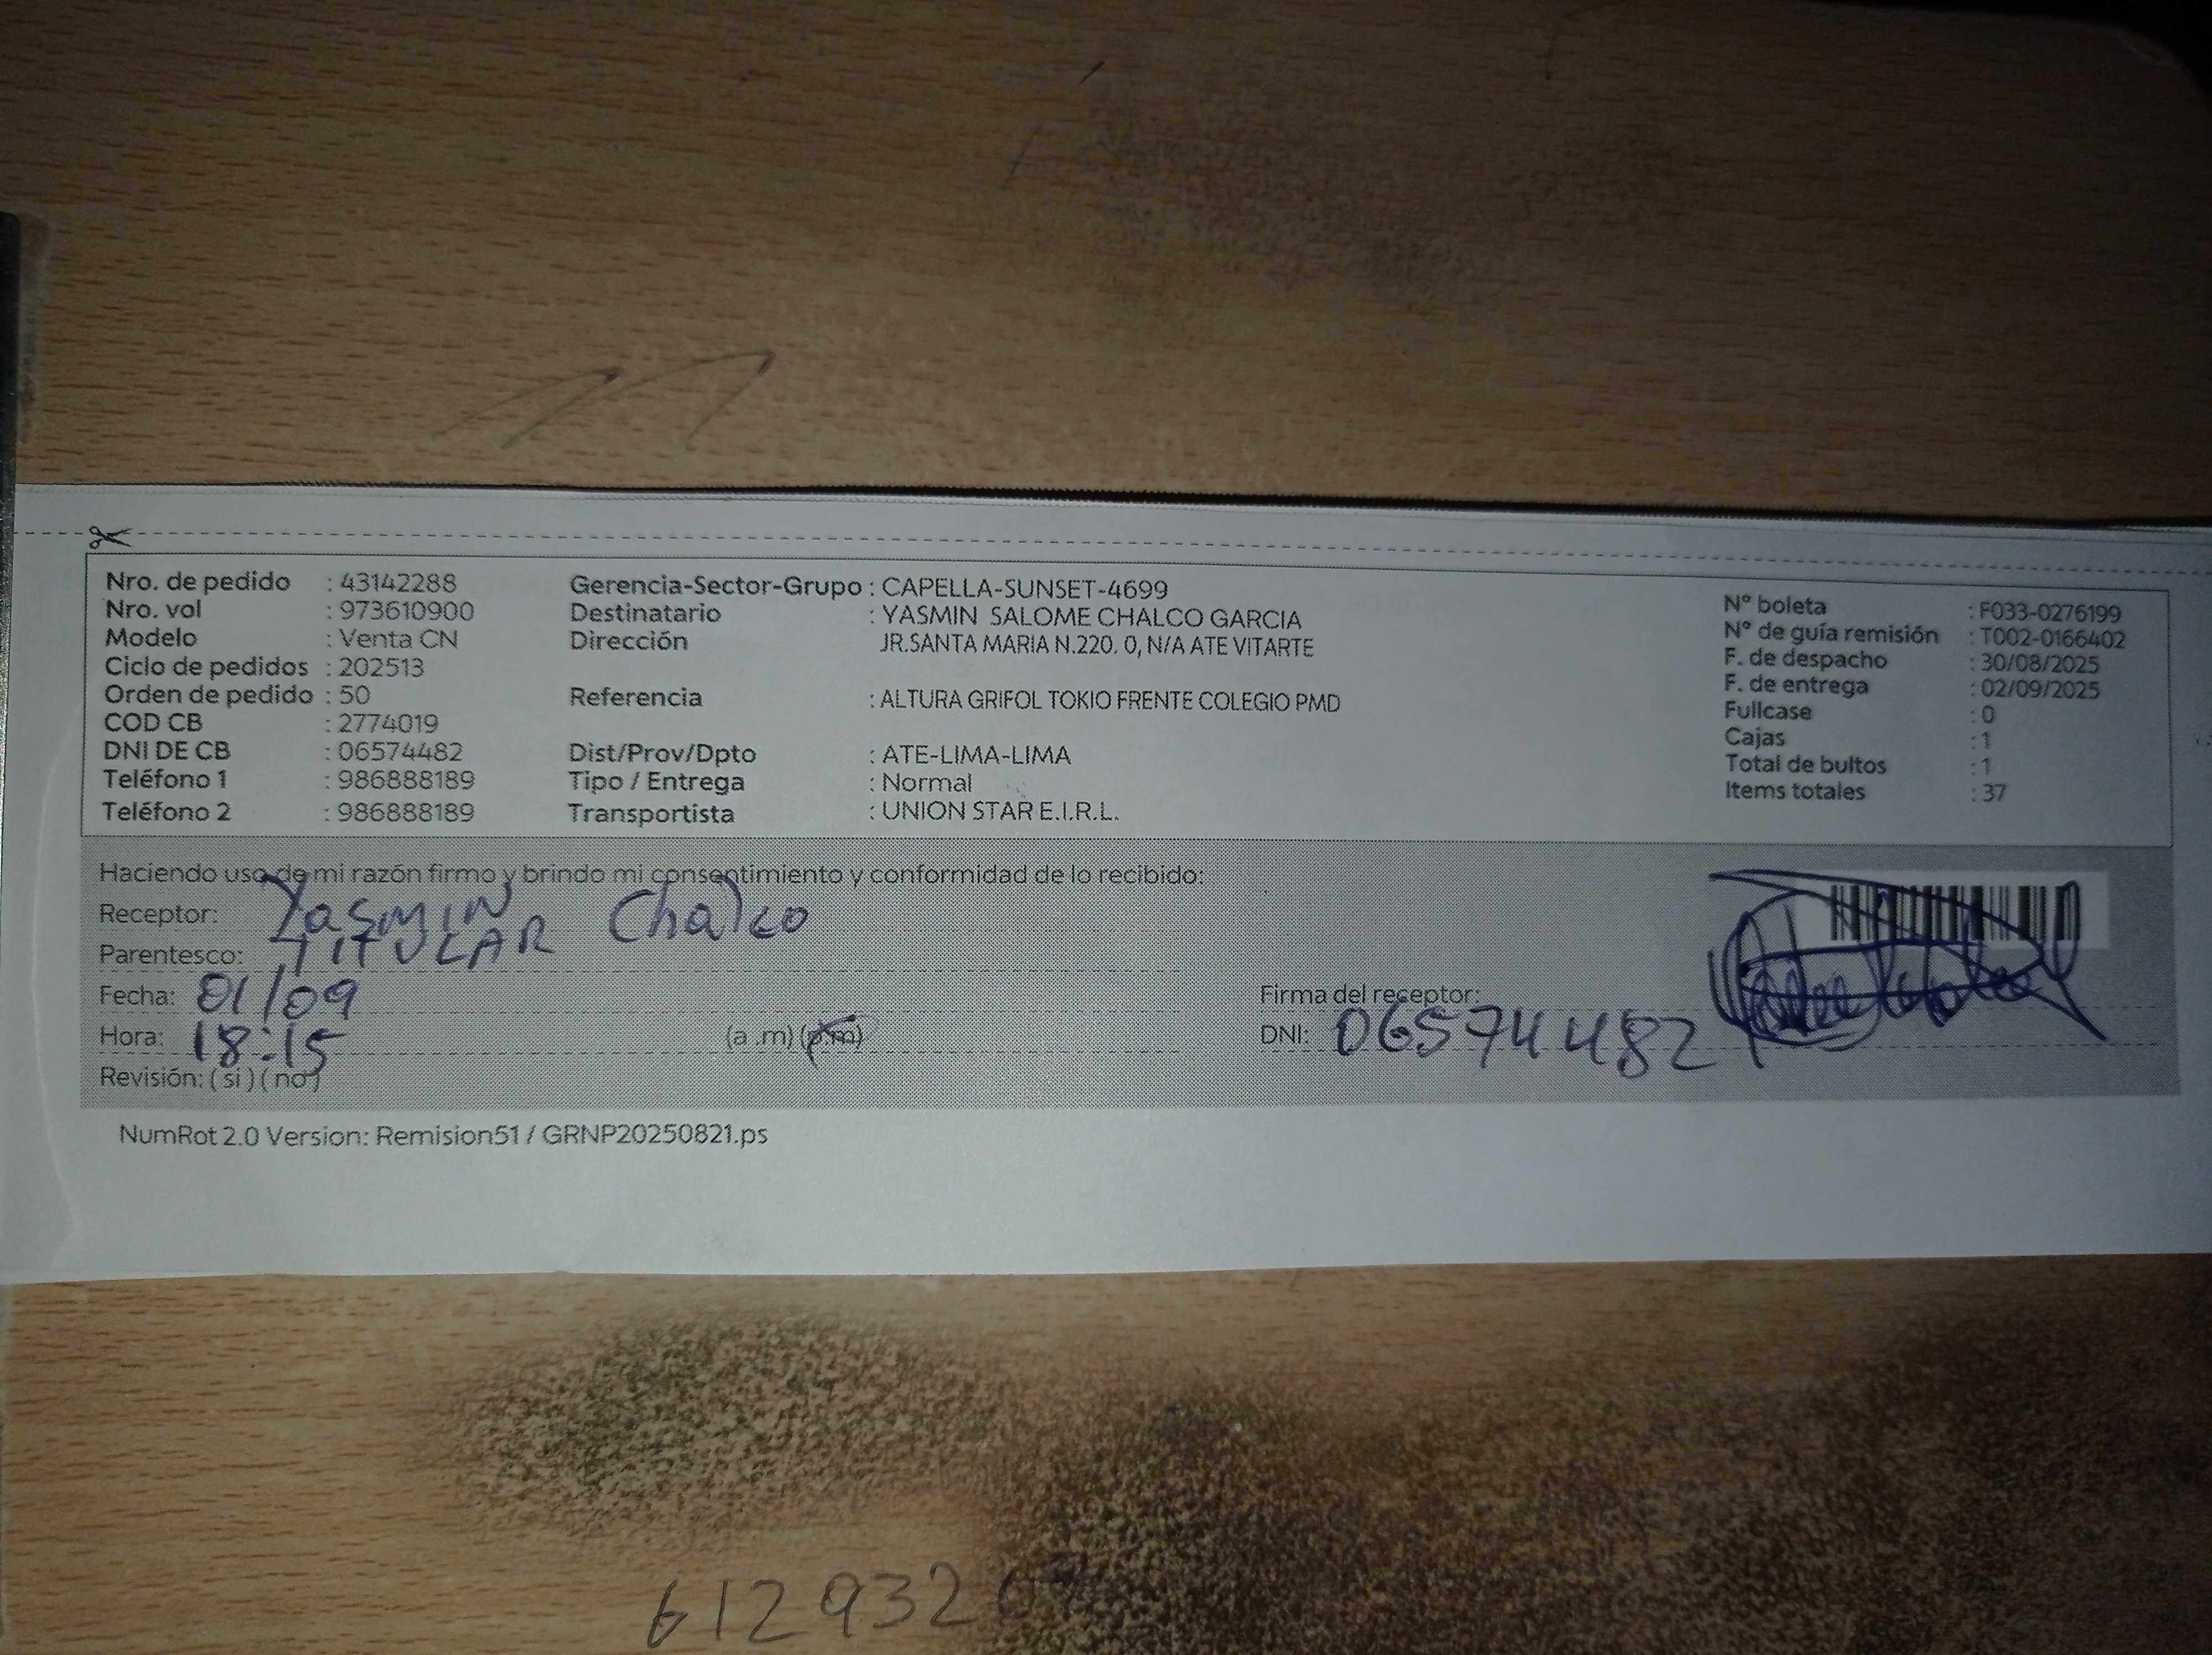 Nro. de pedido : 43142288
Nro. vol : 973610900
Modelo : Venta CN
Ciclo de pedidos : 202513
Orden de pedido : 50
COD CB : 2774019
DNI DE CB : 06574482
Teléfono 1 : 986888189
Teléfono 2 : 986888189
Gerencia-Sector-Grupo : CAPELLA-SUNSET-4699
Destinatario : YASMIN SALOME CHALCO GARCIA
Dirección JR.SANTA MARIA N.220. 0, N/A ATE VITARTE
Referencia : ALTURA GRIFOL TOKIO FRENTE COLEGIO PMD
Dist/Prov/Dpto : ATE-LIMA-LIMA
Tipo / Entrega : Normal
Transportista : UNION STAR E.I.R.L.
N° boleta : F033-0276199
N° de guía remisión : T002-0166402
F. de despacho : 30/08/2025
F. de entrega : 02/09/2025
Fullcase : 0
Cajas : 1
Total de bultos : 1
Items totales : 37
Haciendo uso de mi razón firmo y brindo mi consentimiento y conformidad de lo recibido:
Receptor: Yasmin Chalco
Parentesco: TITULAR
Fecha: 01/09
Hora: 18:15 (a .m) (p.m)
Revisión: ( si ) ( no )
Firma del receptor:
DNI: 06574482
NumRot 2.0 Version: Remision51 / GRNP20250821.ps